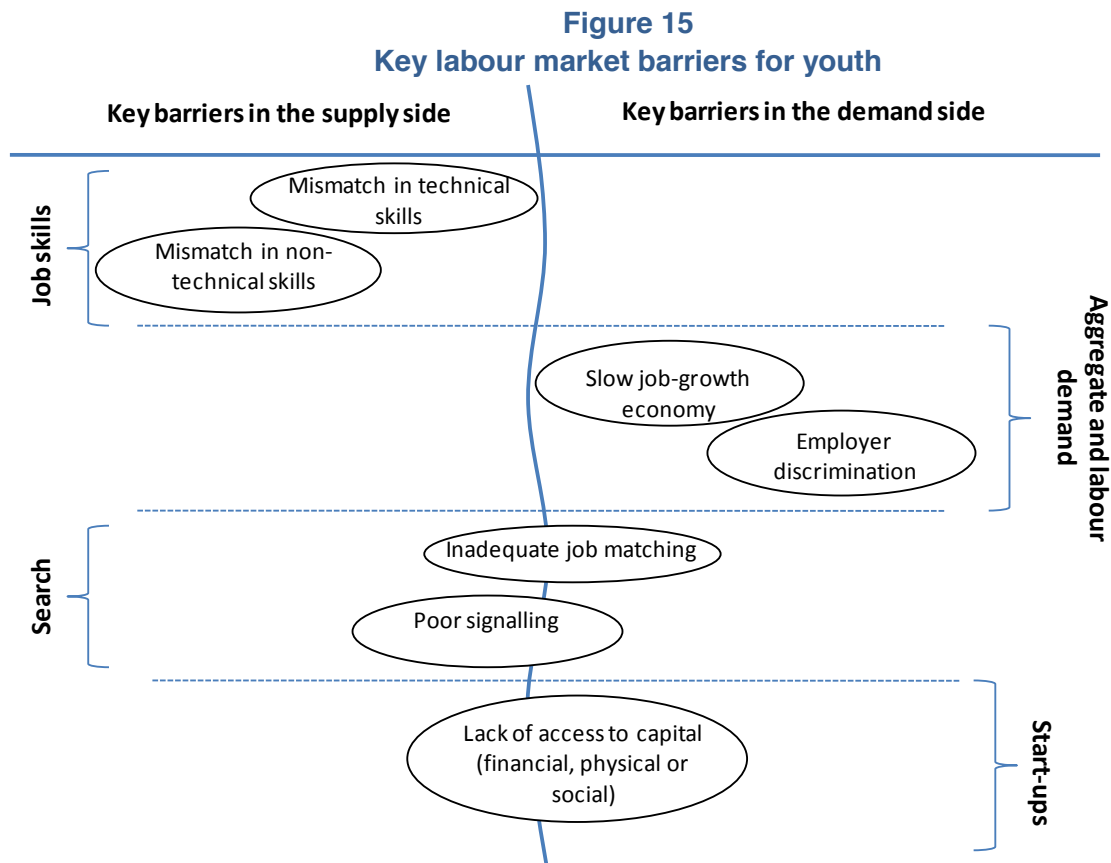 Figure 15
Key labour market barriers for youth
Key barriers in the supply side
Key barriers in the demand side
Job skills
Mismatch in technical
skills
Mismatch in non-
technical skills
Aggregate and labour
demand
Slow job-growth
economy
Employer
discrimination
Search
Inadequate job matching
Poor signalling
Start-ups
Lack of access to capital
(financial, physical or
social)